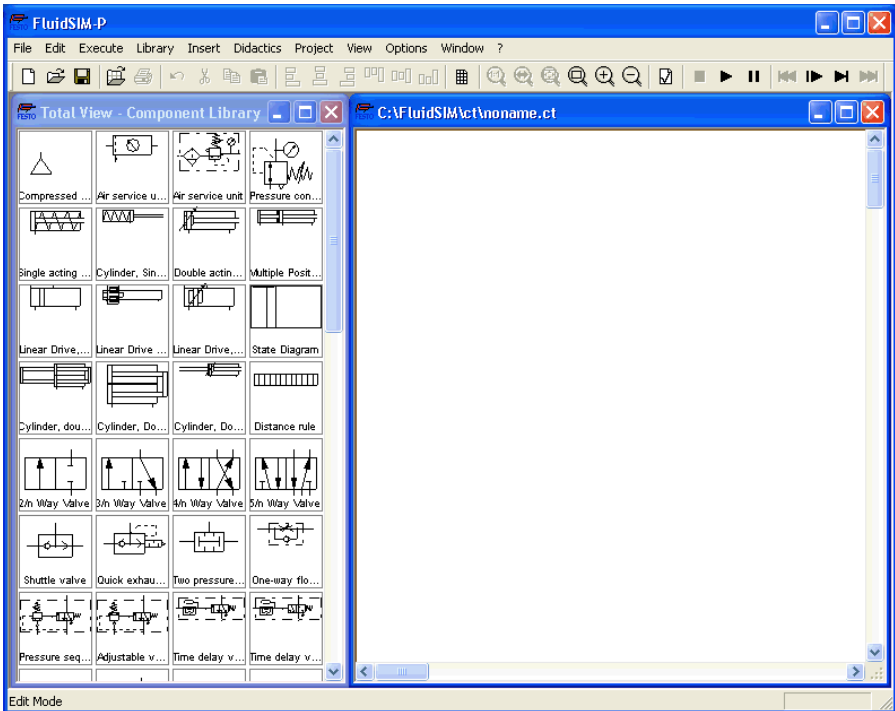 FluidSIM-P
File Edit Execute Library Insert Didactics Project View Options Window ?
Total View - Component Library
C:\FluidSIM\ct\noname.ct
Compressed ... Air service u... Air service unit Pressure con...
Single acting ... Cylinder, Sin... Double actin... Multiple Posit...
Linear Drive,... Linear Drive ... Linear Drive,... State Diagram
Cylinder, dou... Cylinder, Do... Cylinder, Do... Distance rule
2/n Way Valve 3/n Way Valve 4/n Way Valve 5/n Way Valve
Shuttle valve Quick exhau... Two pressure... One-way flo...
Pressure seq... Adjustable v... Time delay v... Time delay v...
Edit Mode